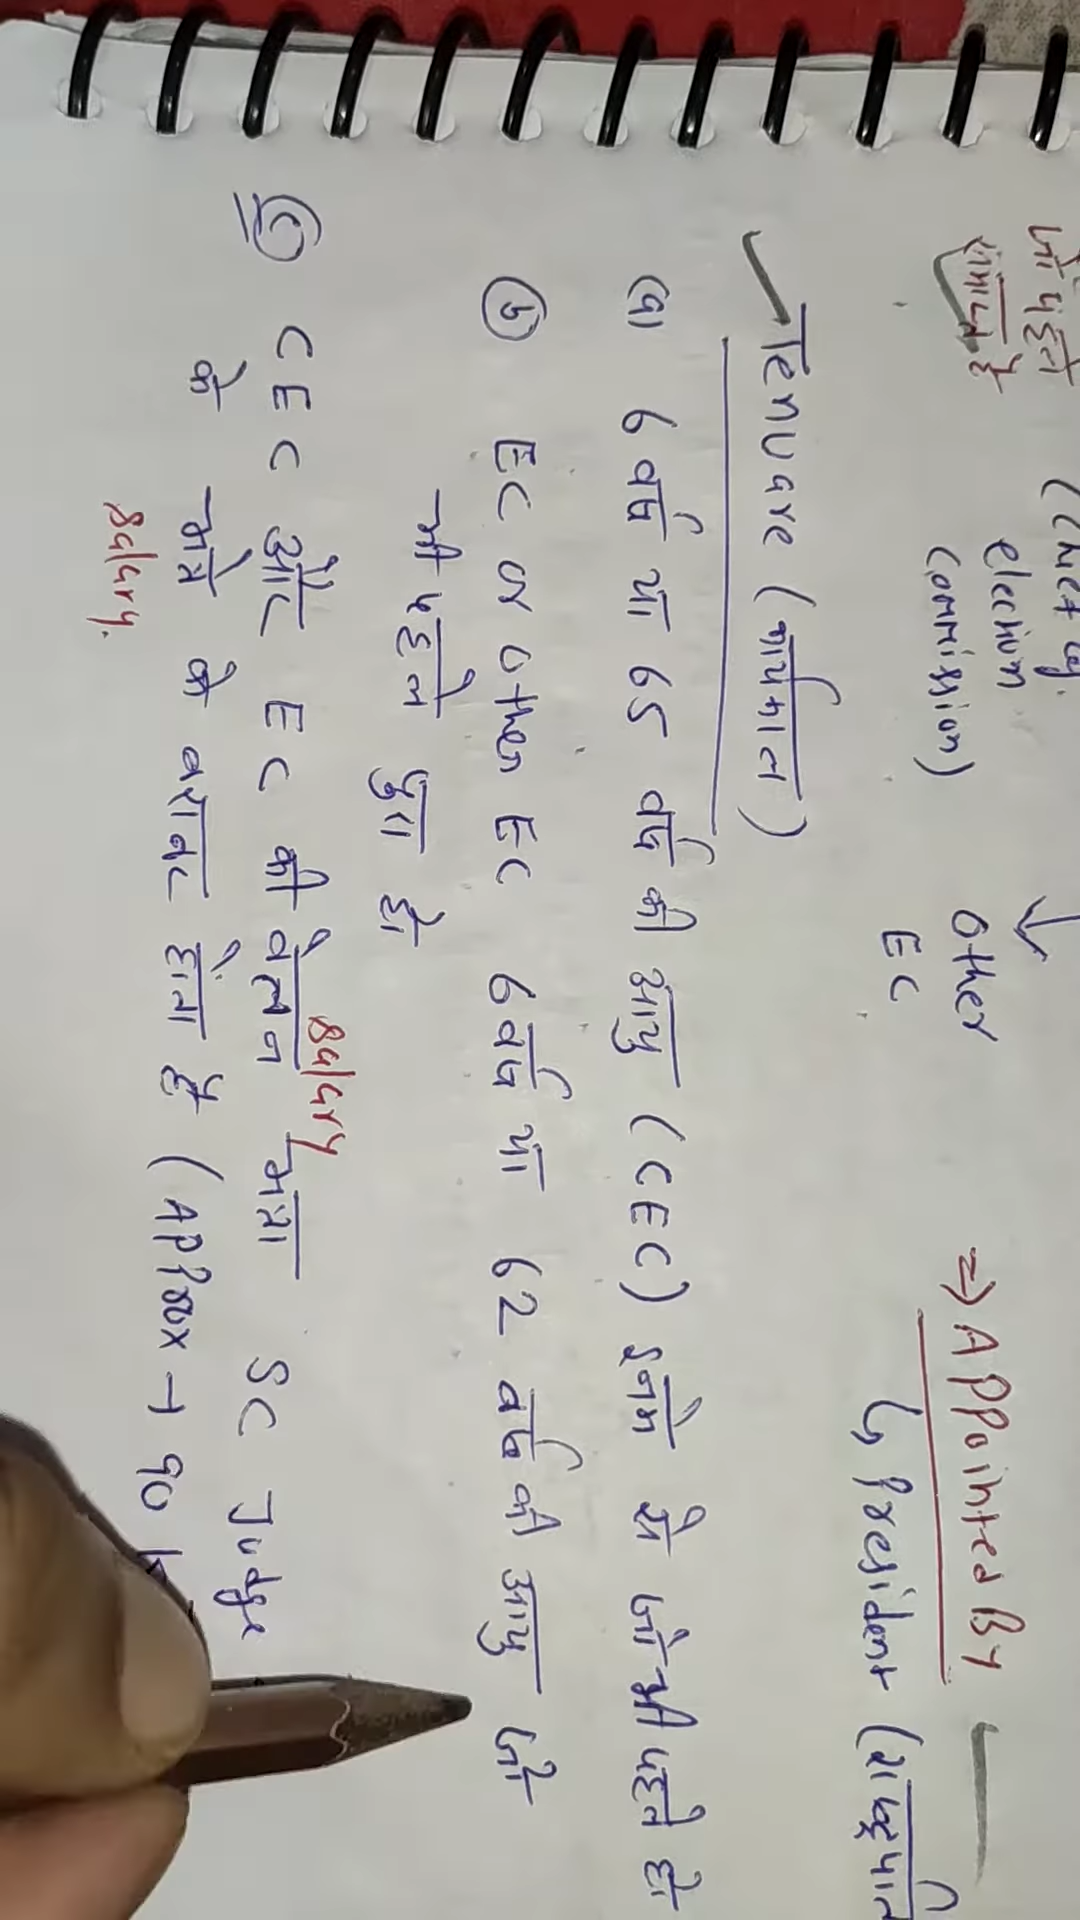 जो पहले
समाप्त है
election
commission)
Other
EC
⇒ Appointed By
↳ President (राष्ट्रपति
Tenuare (कार्यकाल)
(a) 6 वर्ष या 65 वर्ष की आयु (CEC) इनमे से जो भी पहले हो
(b) EC or Other EC 6 वर्ष या 62 वर्ष की आयु जो
भी पहले पुरा हो
(c) CEC और EC की वेतन भत्ता SC Judge
salary
के भत्ते के बराबर होता है (Approx → 90
salary.